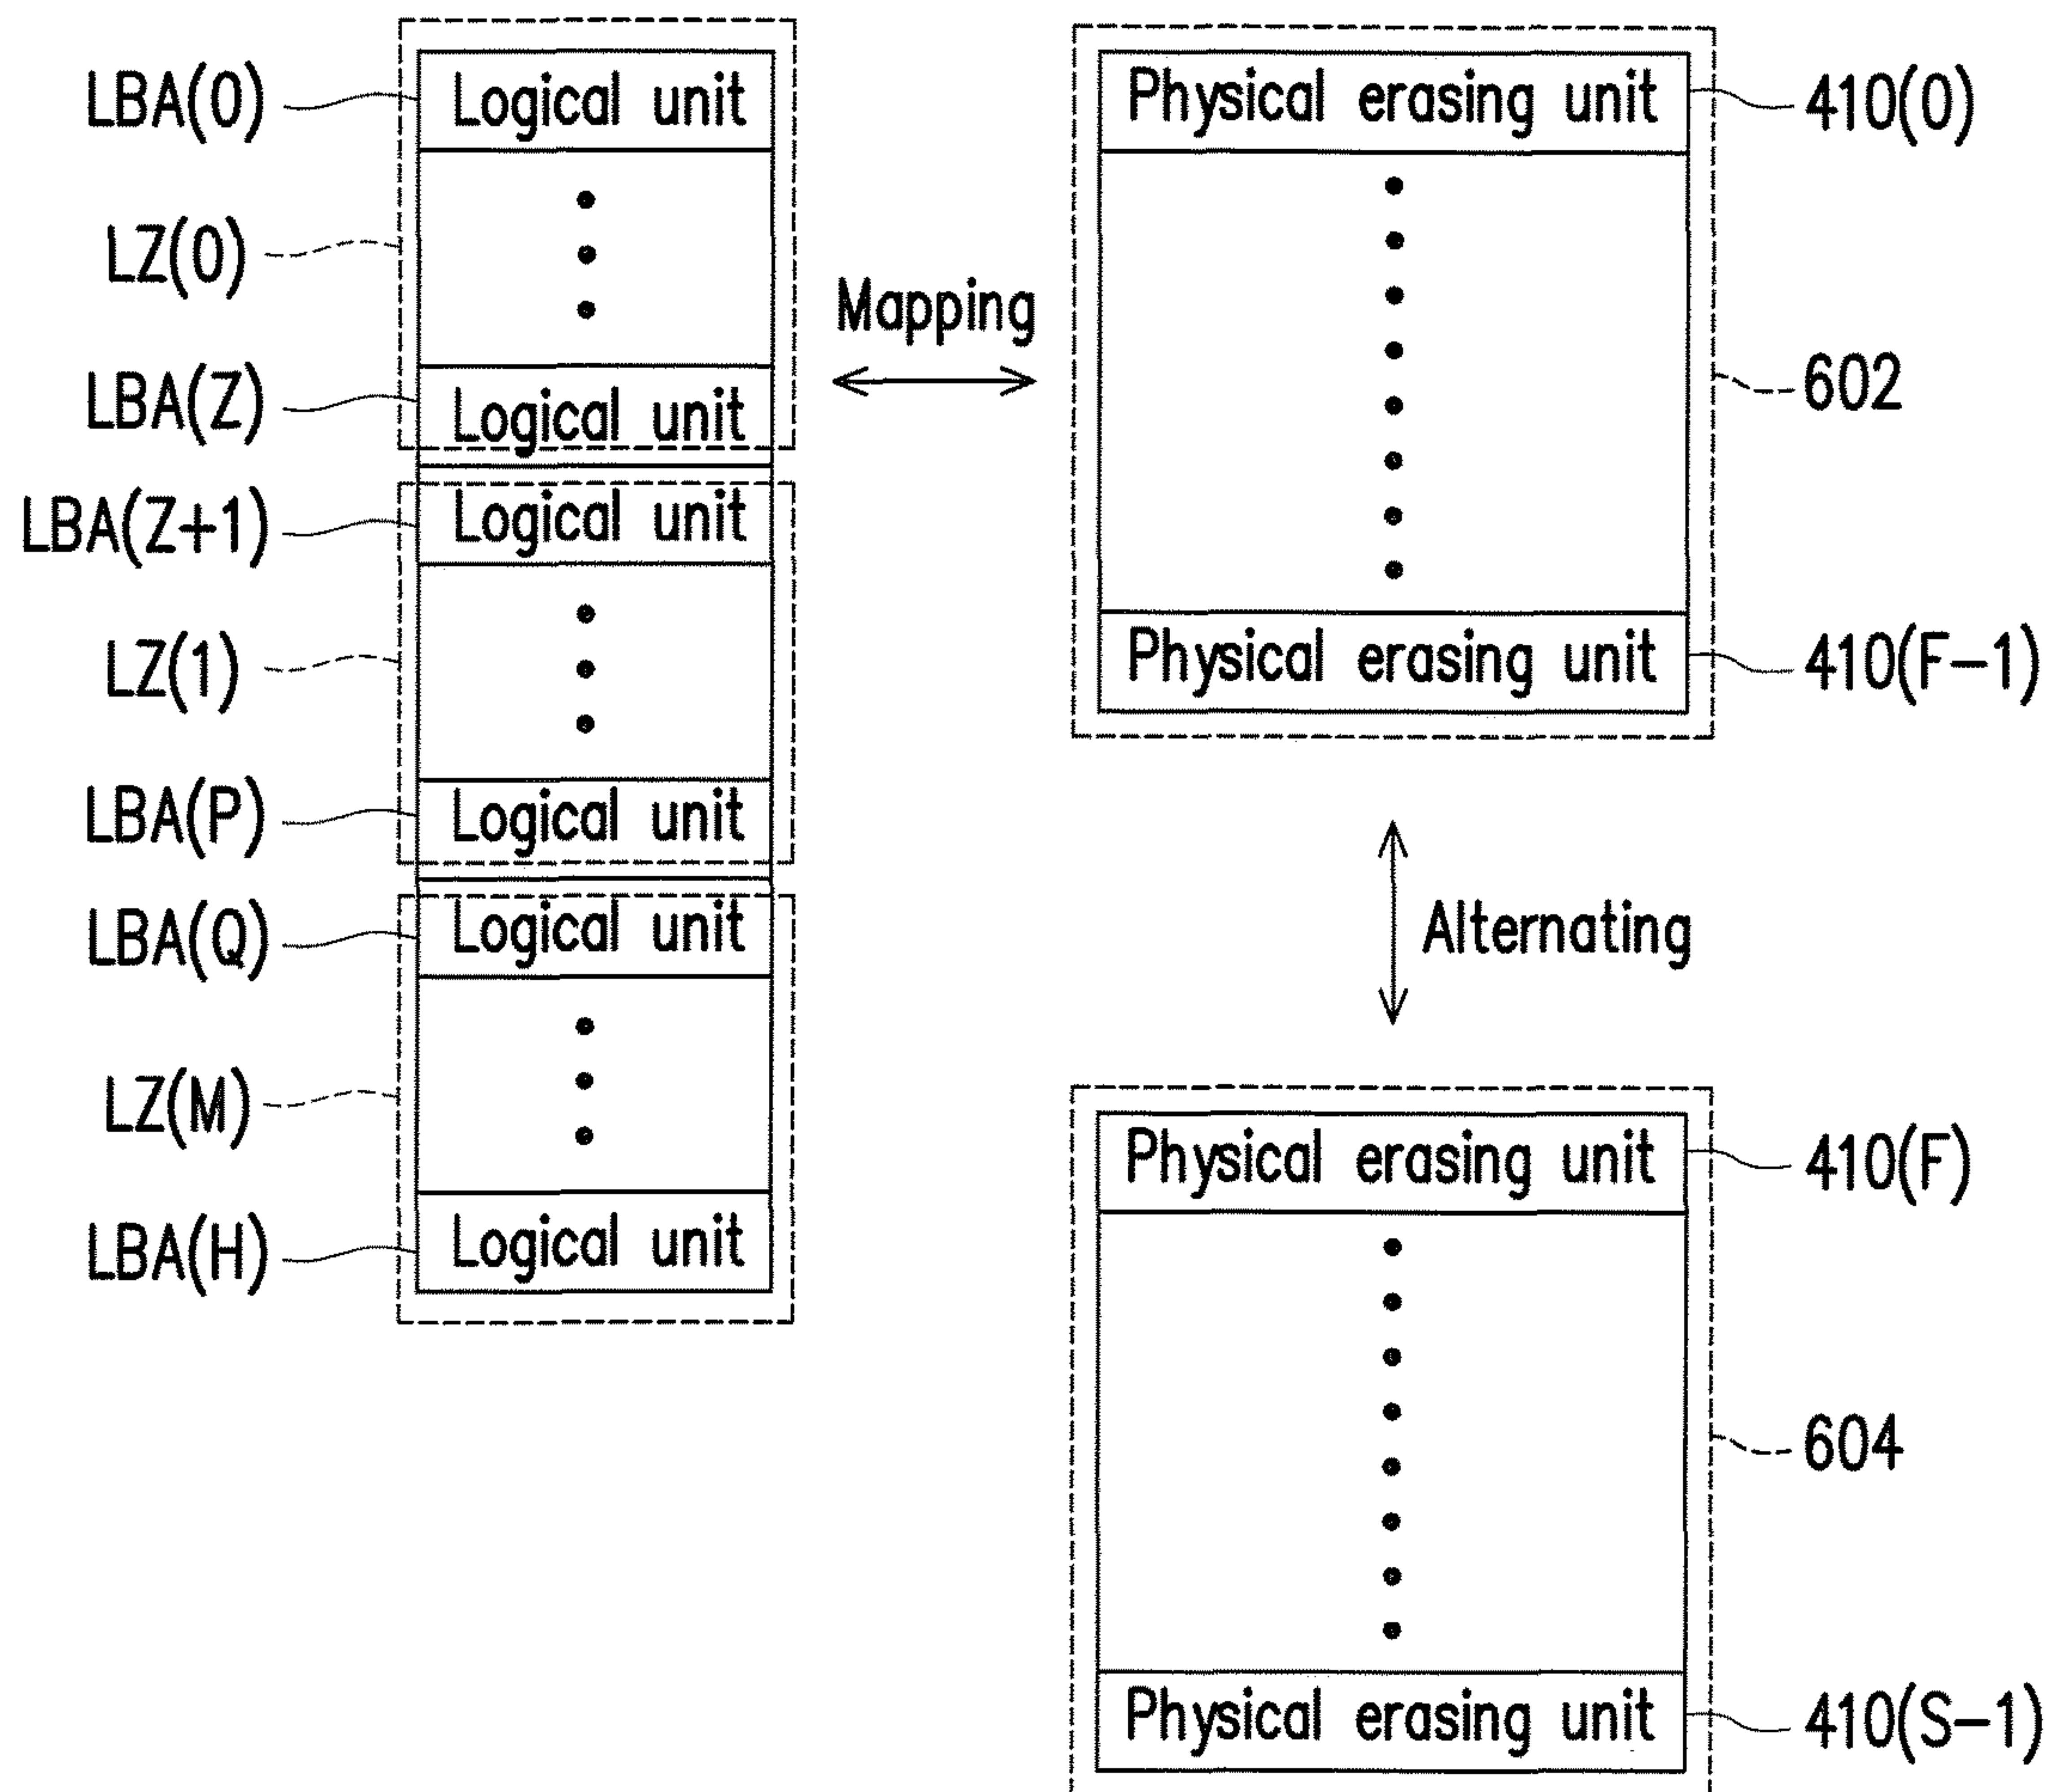 LBA(0) Logical unit
LZ(0)
LBA(Z) Logical unit
LBA(Z+1) Logical unit
LZ(1)
LBA(P) Logical unit
LBA(Q) Logical unit
LZ(M)
LBA(H) Logical unit
Mapping
Physical erasing unit 410(0)
602
Physical erasing unit 410(F-1)
Alternating
Physical erasing unit 410(F)
604
Physical erasing unit 410(S-1)